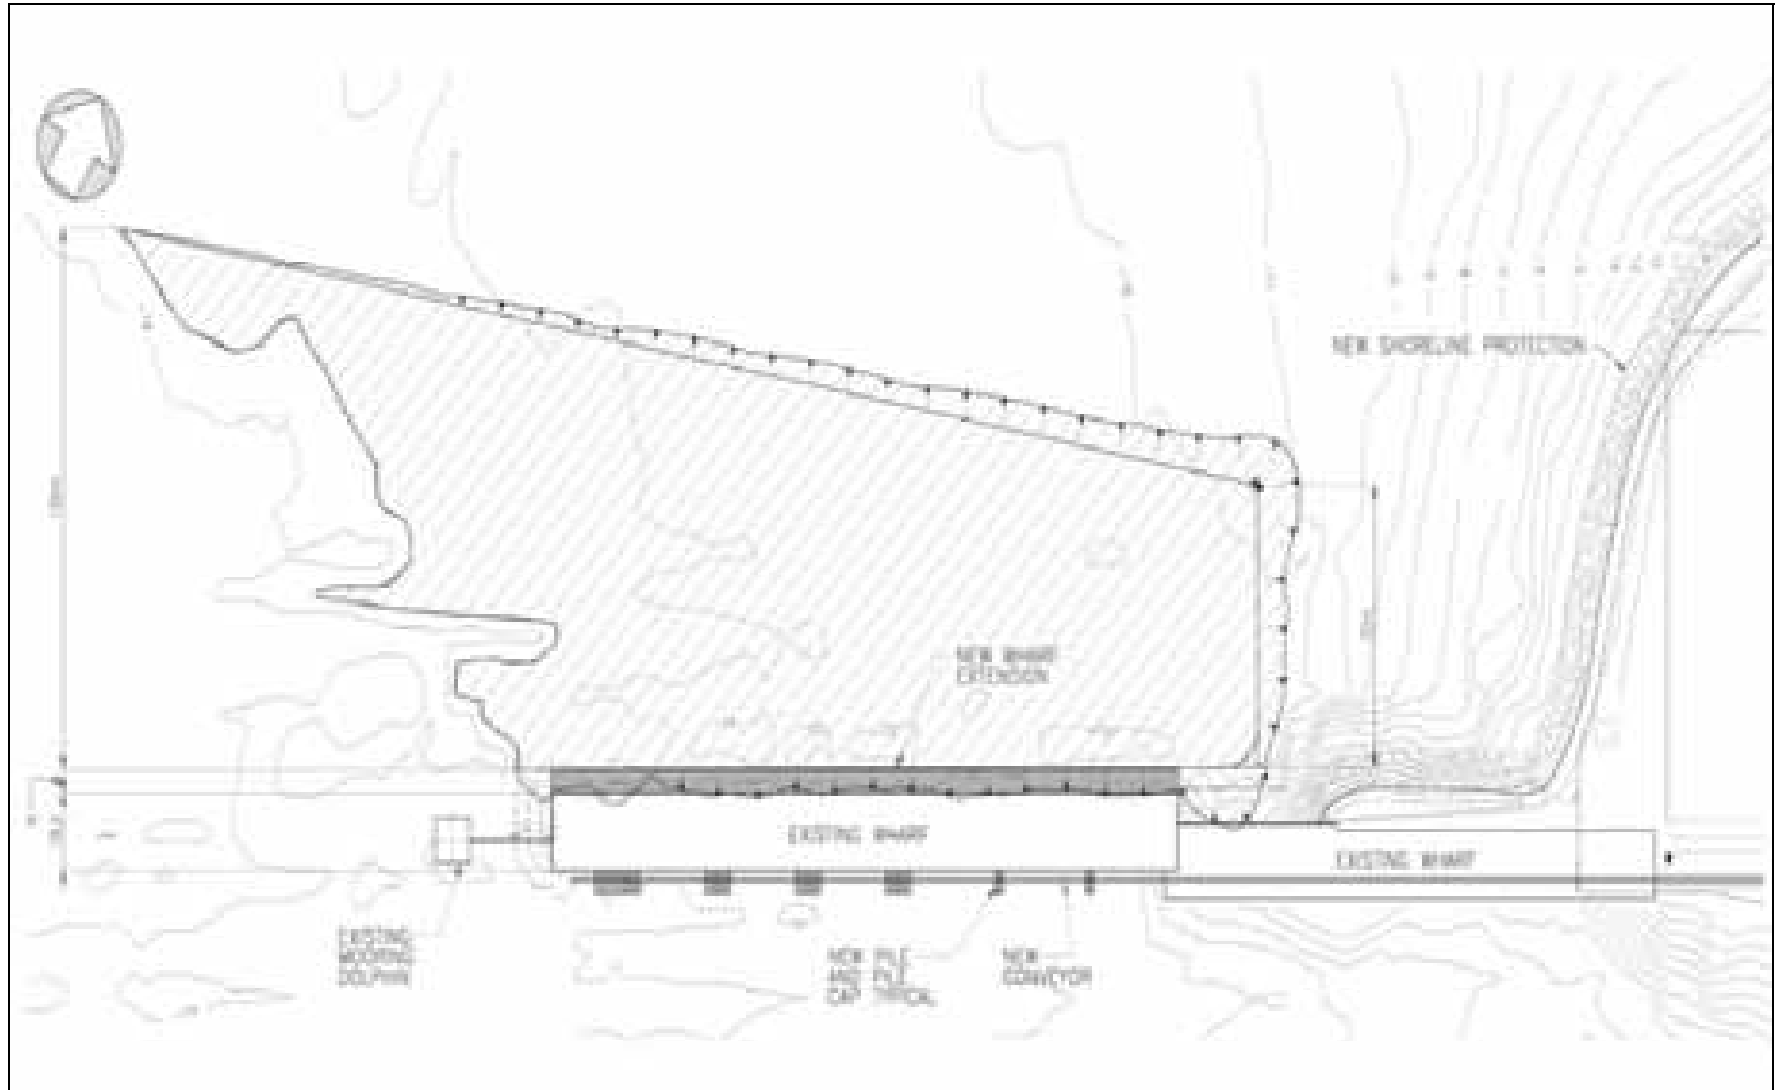 NEW SHORELINE PROTECTION
NEW WHARF
EXTENSION
EXISTING WHARF
EXISTING WHARF
EXISTING
MOORING
DOLPHIN
NEW PILE
AND PILE
CAP TYPICAL
NEW
CONVEYOR